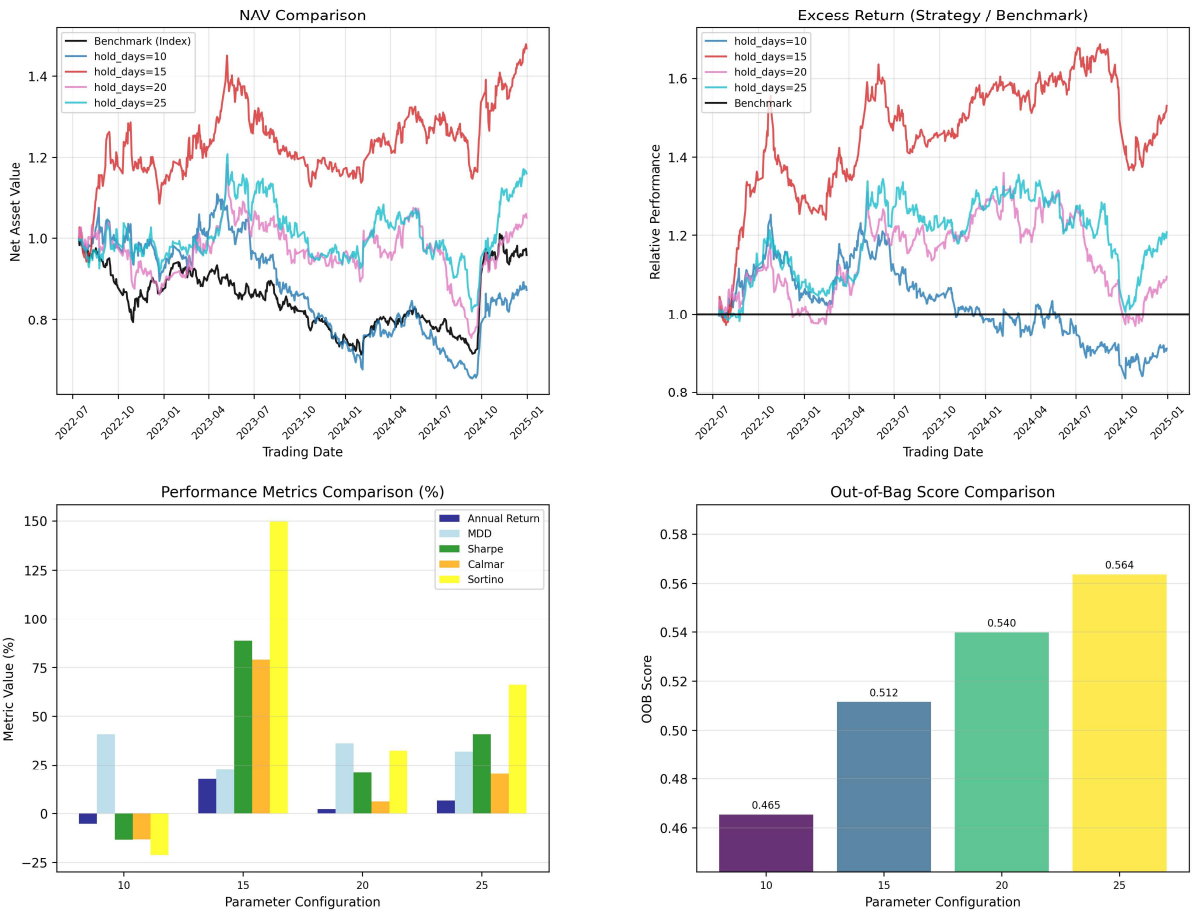 NAV Comparison
Benchmark (Index)
hold_days=10
hold_days=15
hold_days=20
hold_days=25
Net Asset Value
1.4
1.2
1.0
0.8
2022-07
2022-10
2023-01
2023-04
2023-07
2023-10
2024-01
2024-04
2024-07
2024-10
2025-01
Trading Date
Excess Return (Strategy / Benchmark)
hold_days=10
hold_days=15
hold_days=20
hold_days=25
Benchmark
Relative Performance
1.6
1.4
1.2
1.0
0.8
2022-07
2022-10
2023-01
2023-04
2023-07
2023-10
2024-01
2024-04
2024-07
2024-10
2025-01
Trading Date
Performance Metrics Comparison (%)
Annual Return
MDD
Sharpe
Calmar
Sortino
Metric Value (%)
150
125
100
75
50
25
0
−25
10
15
20
25
Parameter Configuration
Out-of-Bag Score Comparison
OOB Score
0.58
0.56
0.54
0.52
0.50
0.48
0.46
0.465
0.512
0.540
0.564
10
15
20
25
Parameter Configuration